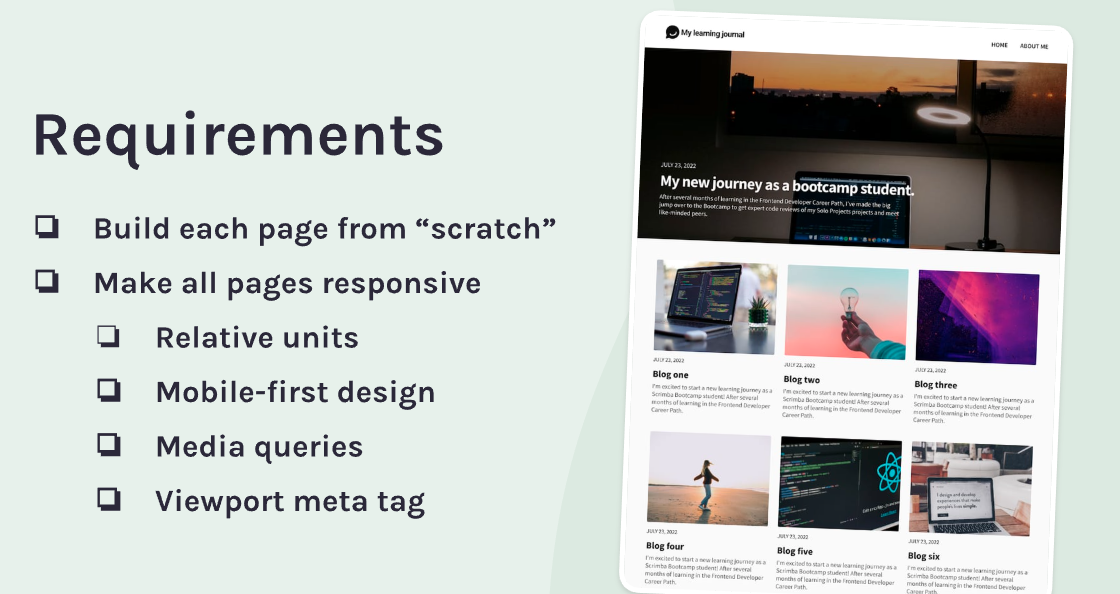 Requirements
❏ Build each page from “scratch”
❏ Make all pages responsive
❏ Relative units
❏ Mobile-first design
❏ Media queries
❏ Viewport meta tag
My learning journal
HOME ABOUT ME
JULY 23, 2022
My new journey as a bootcamp student.
After several months of learning in the Frontend Developer Career Path, I've made the big
jump over to the Bootcamp to get expert code reviews of my Solo Projects projects and meet
like-minded peers.
JULY 23, 2022
Blog one
I'm excited to start a new learning journey as a
Scrimba Bootcamp student! After several
months of learning in the Frontend Developer
Career Path.
JULY 23, 2022
Blog two
I'm excited to start a new learning journey as a
Scrimba Bootcamp student! After several
months of learning in the Frontend Developer
Career Path.
JULY 23, 2022
Blog three
I'm excited to start a new learning journey as a
Scrimba Bootcamp student! After several
months of learning in the Frontend Developer
Career Path.
JULY 23, 2022
Blog four
I'm excited to start a new learning journey as a
Scrimba Bootcamp student! After several
months of learning in the Frontend Developer
Career Path.
JULY 23, 2022
Blog five
I'm excited to start a new learning journey as a
Scrimba Bootcamp student! After several
months of learning in the Frontend Developer
Career Path.
I design and develop
experiences that make
people's lives simple.
JULY 23, 2022
Blog six
I'm excited to start a new learning journey as a
Scrimba Bootcamp student! After several
months of learning in the Frontend Developer
Career Path.